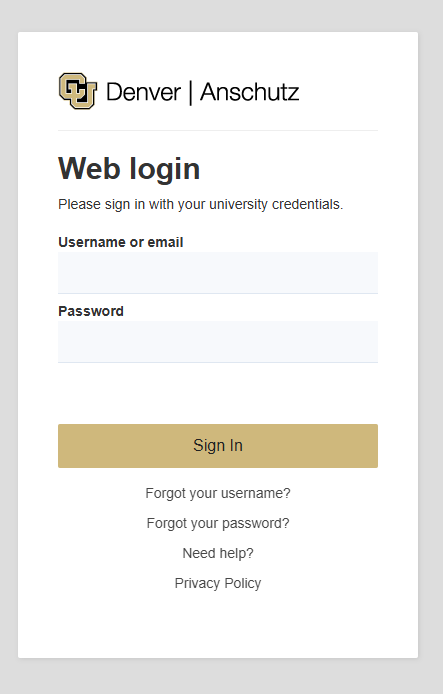 CU Denver | Anschutz
Web login
Please sign in with your university credentials.
Username or email
Password
Sign In
Forgot your username?
Forgot your password?
Need help?
Privacy Policy